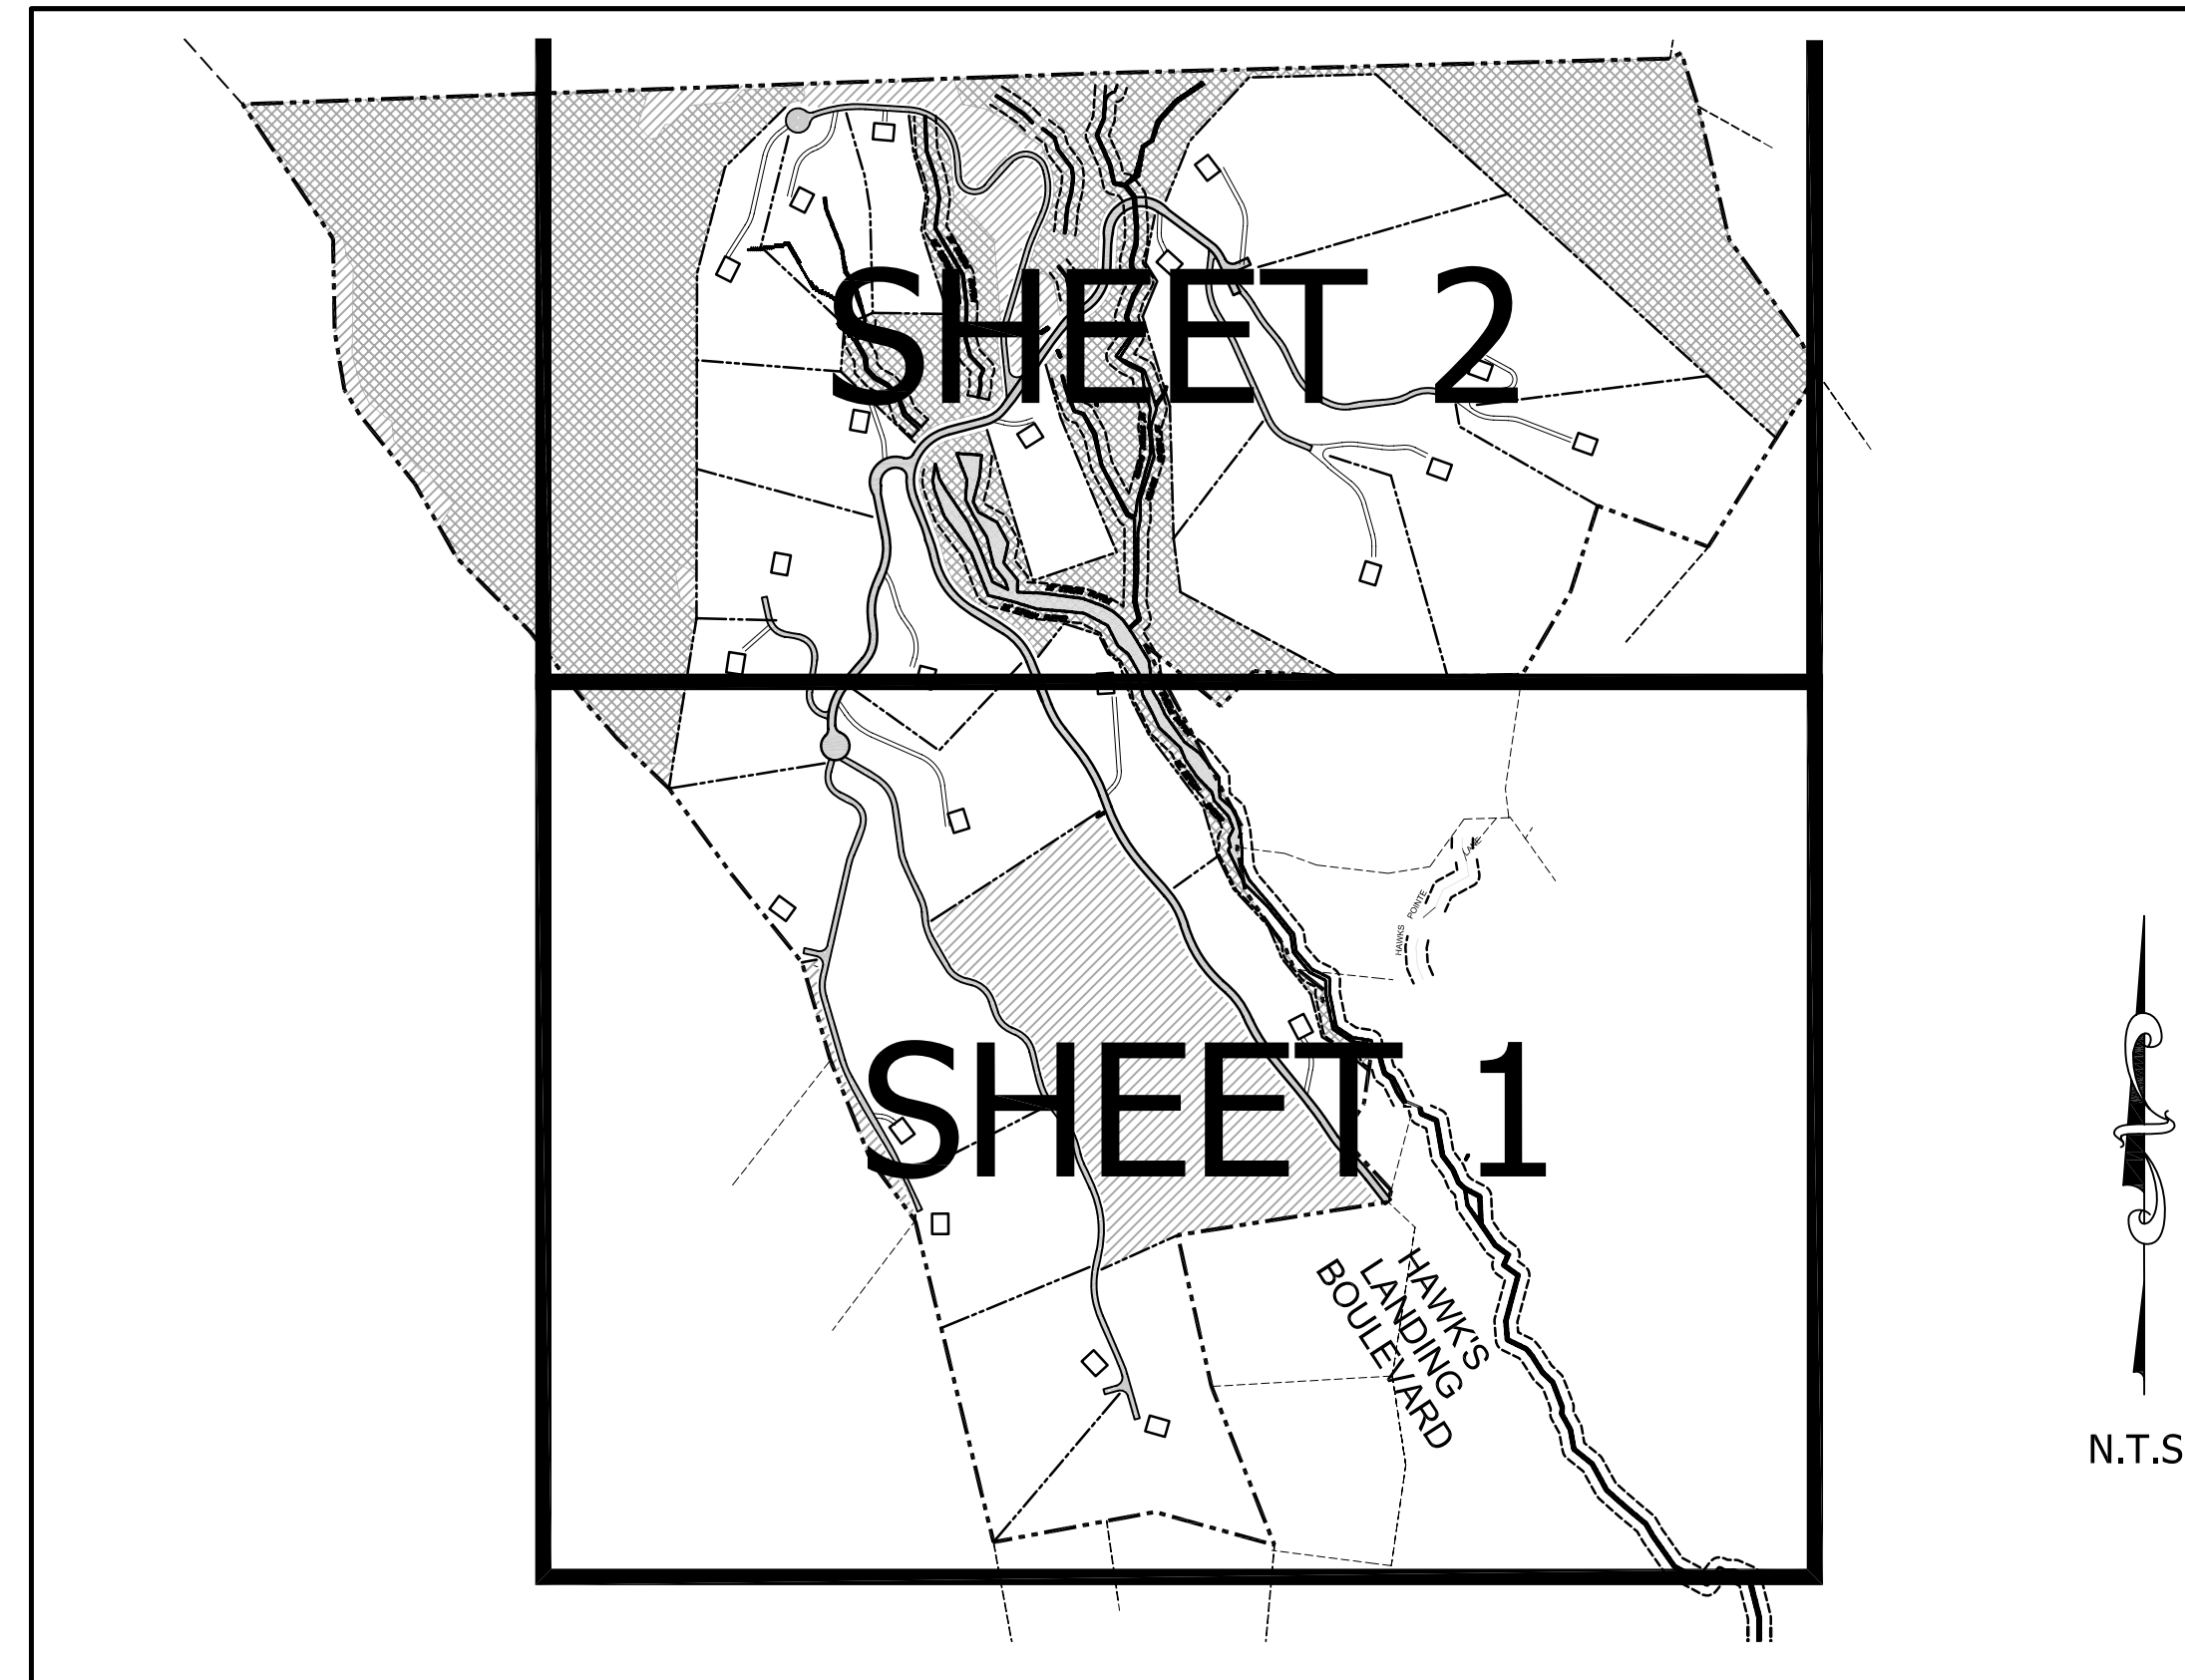 SHEET 2
LANE
POINTE
HAWKS
SHEET 1
HAWK'S
LANDING
BOULEVARD
N.T.S